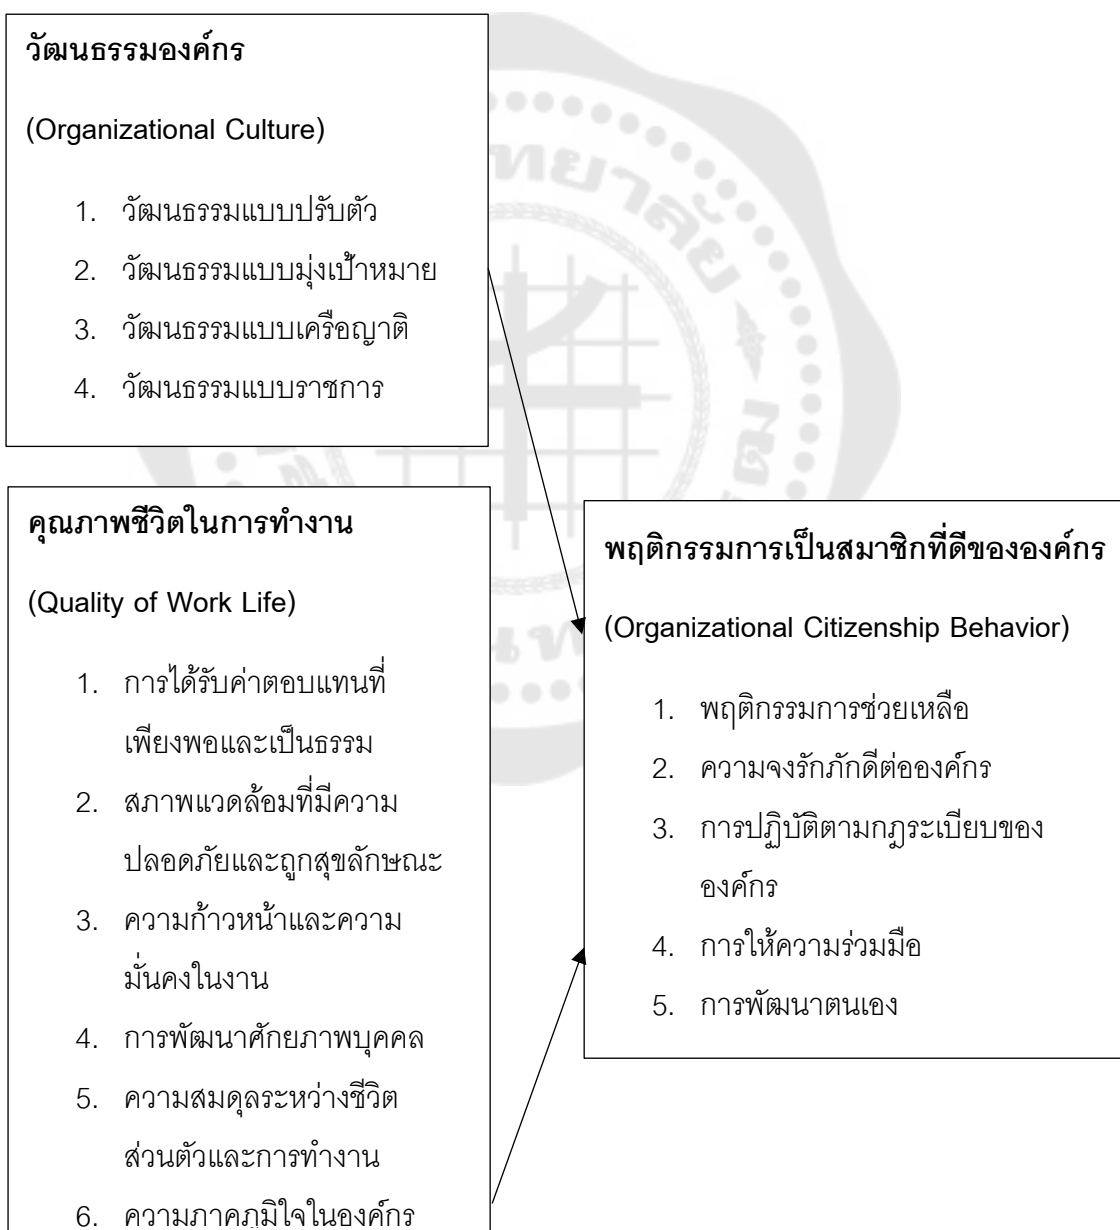 วัฒนธรรมองค์กร
(Organizational Culture)
1. วัฒนธรรมแบบปรับตัว
2. วัฒนธรรมแบบมุ่งเป้าหมาย
3. วัฒนธรรมแบบเครือญาติ
4. วัฒนธรรมแบบราชการ
คุณภาพชีวิตในการทำงาน
(Quality of Work Life)
1. การได้รับค่าตอบแทนที่
เพียงพอและเป็นธรรม
2. สภาพแวดล้อมที่มีความ
ปลอดภัยและถูกสุขลักษณะ
3. ความก้าวหน้าและความ
มั่นคงในงาน
4. การพัฒนาศักยภาพบุคคล
5. ความสมดุลระหว่างชีวิต
ส่วนตัวและการทำงาน
6. ความภาคภูมิใจในองค์กร
พฤติกรรมการเป็นสมาชิกที่ดีขององค์กร
(Organizational Citizenship Behavior)
1. พฤติกรรมการช่วยเหลือ
2. ความจงรักภักดีต่อองค์กร
3. การปฏิบัติตามกฎระเบียบของ
องค์กร
4. การให้ความร่วมมือ
5. การพัฒนาตนเอง